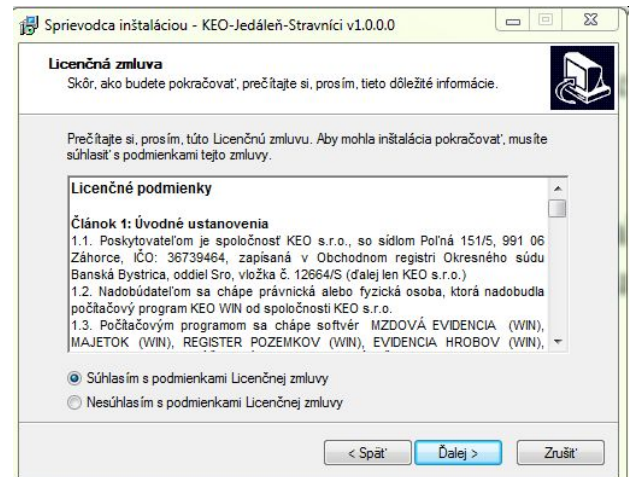 Sprievodca inštaláciou - KEO-Jedáleň-Stravníci v1.0.0.0
Licenčná zmluva
Skôr, ako budete pokračovať, prečítajte si, prosím, tieto dôležité informácie.
Prečítajte si, prosím, túto Licenčnú zmluvu. Aby mohla inštalácia pokračovať, musíte
súhlasiť s podmienkami tejto zmluvy.
Licenčné podmienky
Článok 1: Úvodné ustanovenia
1.1. Poskytovateľom je spoločnosť KEO s.r.o., so sídlom Poľná 151/5, 991 06
Záhorce, IČO: 36739464, zapísaná v Obchodnom registri Okresného súdu
Banská Bystrica, oddiel Sro, vložka č. 12664/S (ďalej len KEO s.r.o.)
1.2. Nadobúdateľom sa chápe právnická alebo fyzická osoba, ktorá nadobudla
počítačový program KEO WIN od spoločnosti KEO s.r.o.
1.3. Počítačovým programom sa chápe softvér MZDOVÁ EVIDENCIA (WIN),
MAJETOK (WIN), REGISTER POZEMKOV (WIN), EVIDENCIA HROBOV (WIN),
Súhlasím s podmienkami Licenčnej zmluvy
Nesúhlasím s podmienkami Licenčnej zmluvy
< Späť Ďalej > Zrušiť